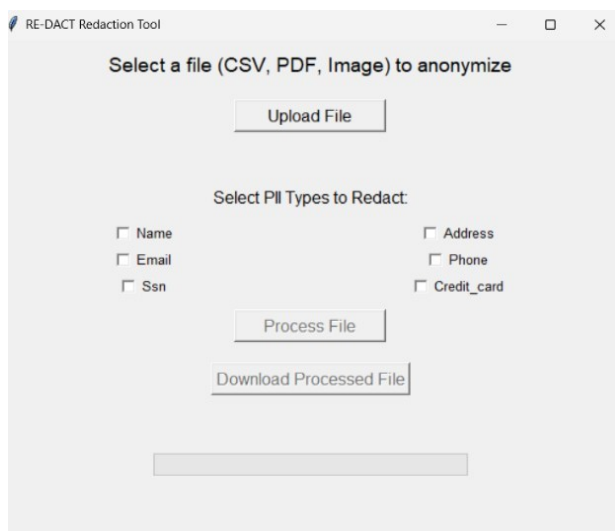 RE-DACT Redaction Tool
Select a file (CSV, PDF, Image) to anonymize
Upload File
Select PII Types to Redact:
Name Address
Email Phone
Ssn Credit_card
Process File
Download Processed File